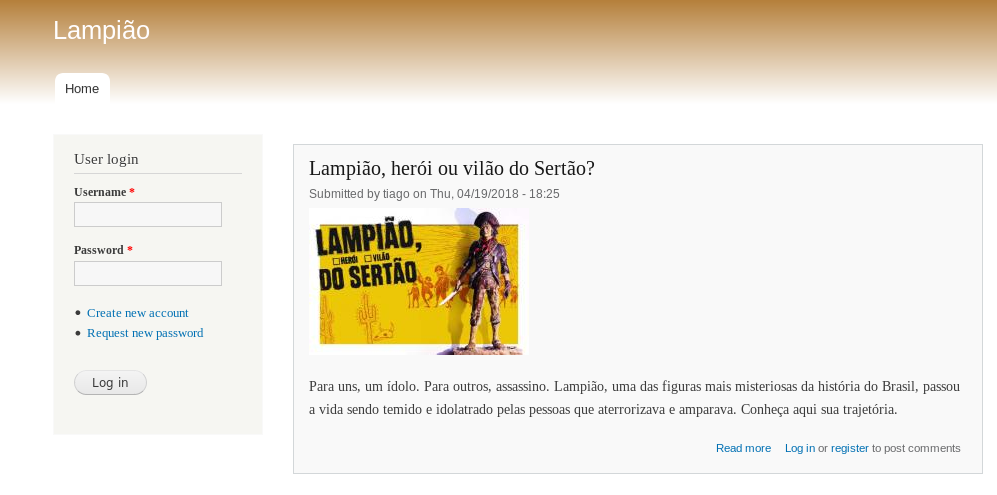 Lampião
Home
User login
Username *
Password *
Create new account
Request new password
Log in
Lampião, herói ou vilão do Sertão?
Submitted by tiago on Thu, 04/19/2018 - 18:25
LAMPIÃO,
HERÓI VILÃO
DO SERTÃO
Para uns, um ídolo. Para outros, assassino. Lampião, uma das figuras mais misteriosas da história do Brasil, passou
a vida sendo temido e idolatrado pelas pessoas que aterrorizava e amparava. Conheça aqui sua trajetória.
Read more Log in or register to post comments